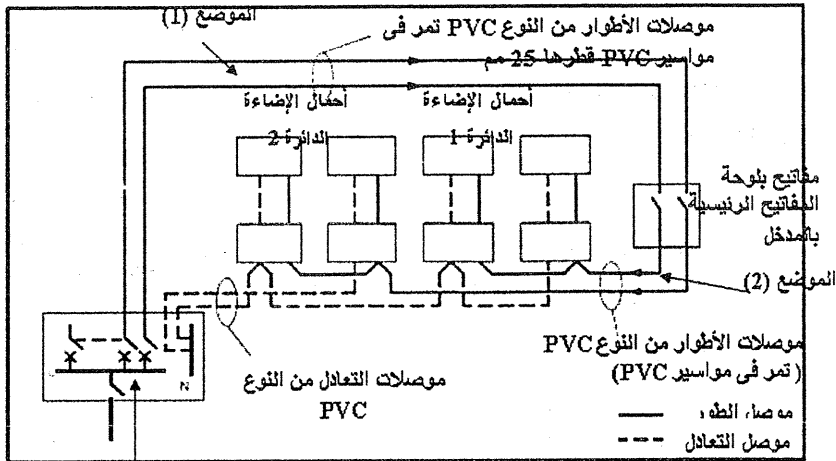 الموضع (1)
موصلات الأطوار من النوع PVC تمر فى
مواسير PVC قطرها 25 مم
أحمال الإضاءة
الدائرة 2
أحمال الإضاءة
الدائرة 1
مفاتيح بلوحة
المفاتيح الرئيسية
بالمدخل
الموضع (2)
موصلات الأطوار من النوع PVC
(تمر فى مواسير PVC)
موصلات التعادل من النوع
PVC
N
موصل الطور
موصل التعادل